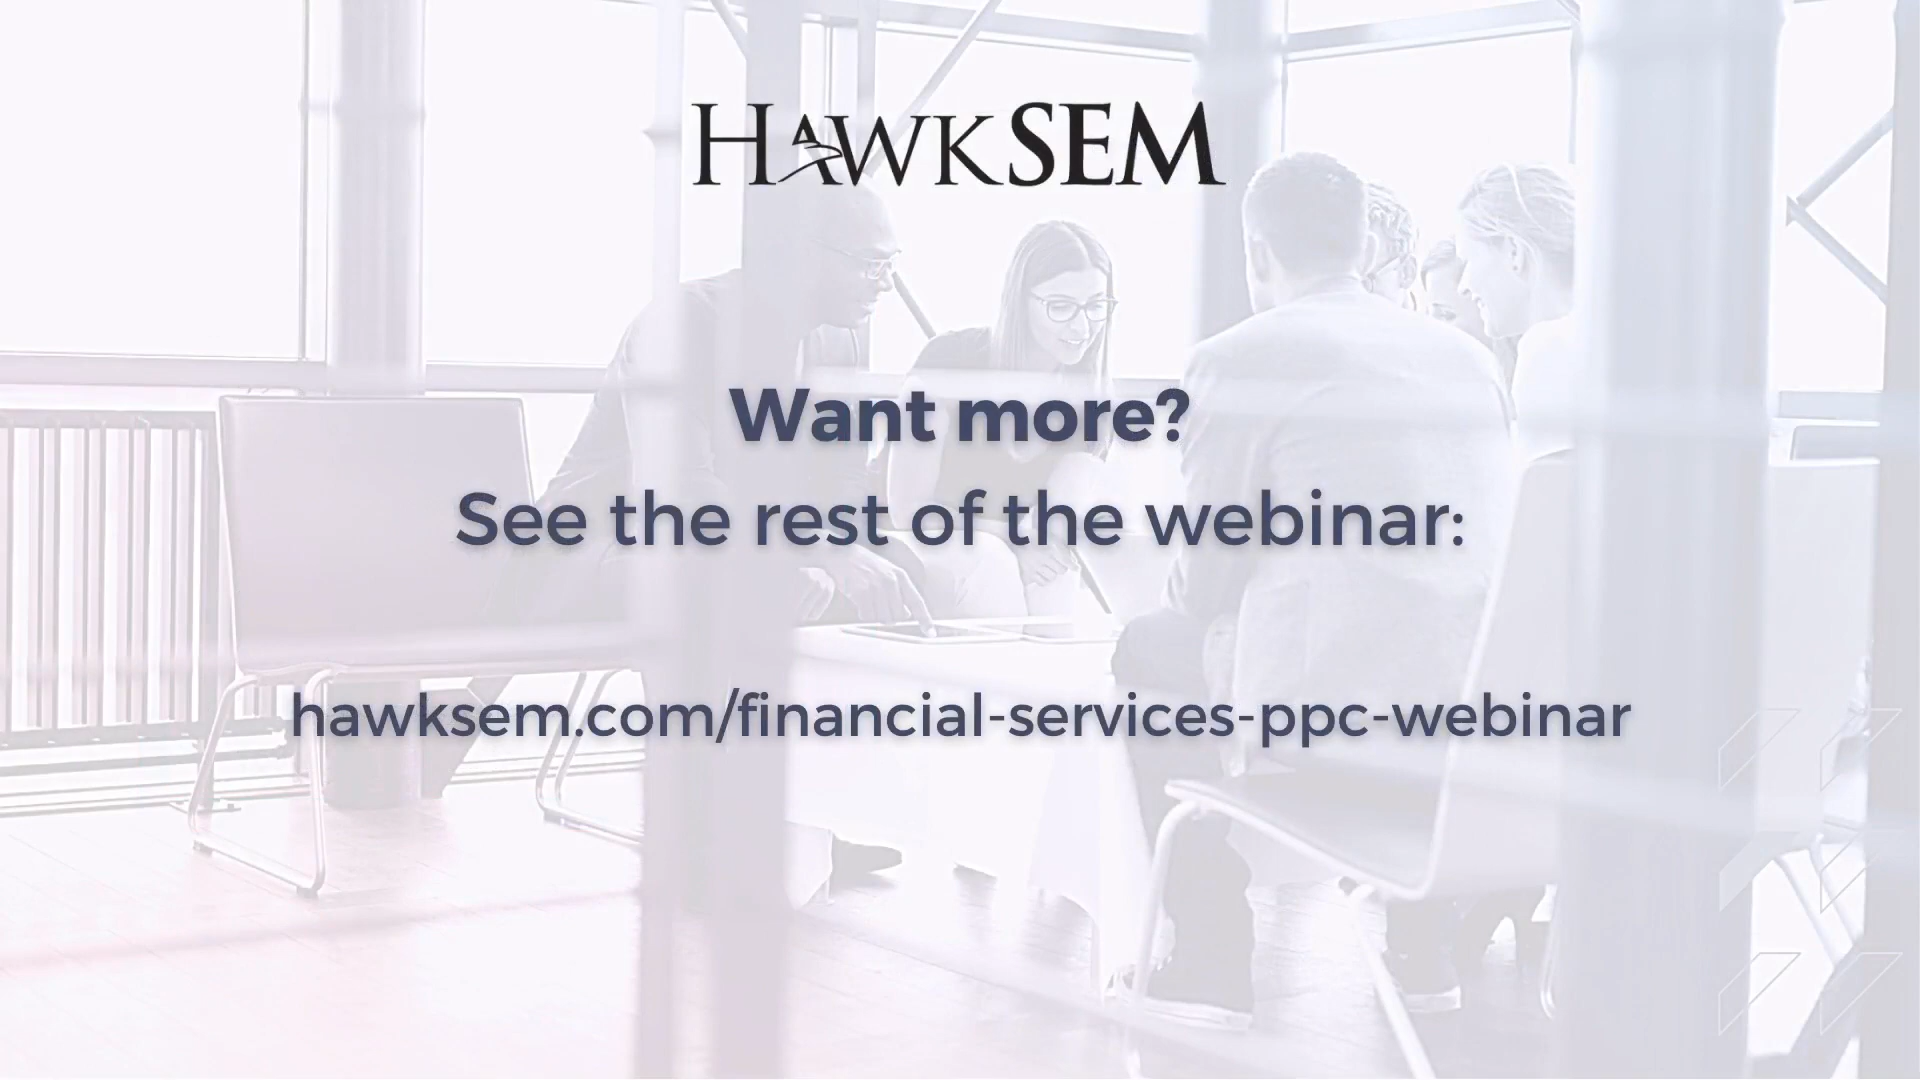 HAWKSEM
Want more?
See the rest of the webinar:
hawksem.com/financial-services-ppc-webinar